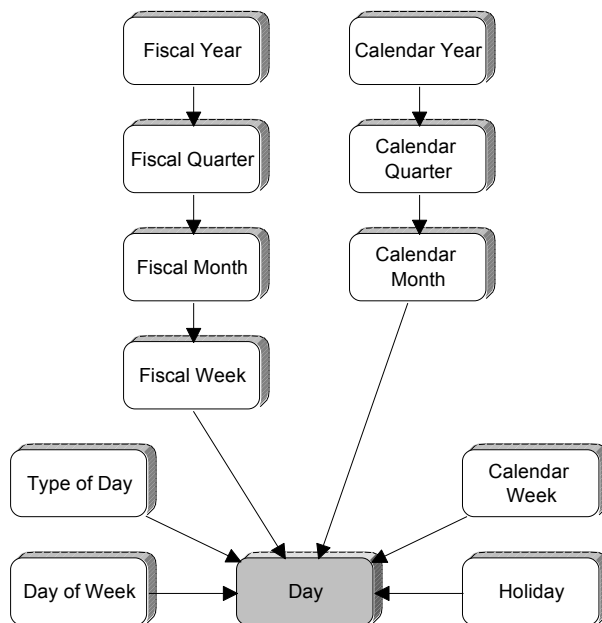 Fiscal Year
Calendar Year
Fiscal Quarter
Calendar
Quarter
Fiscal Month
Calendar
Month
Fiscal Week
Type of Day
Calendar
Week
Day of Week
Day
Holiday